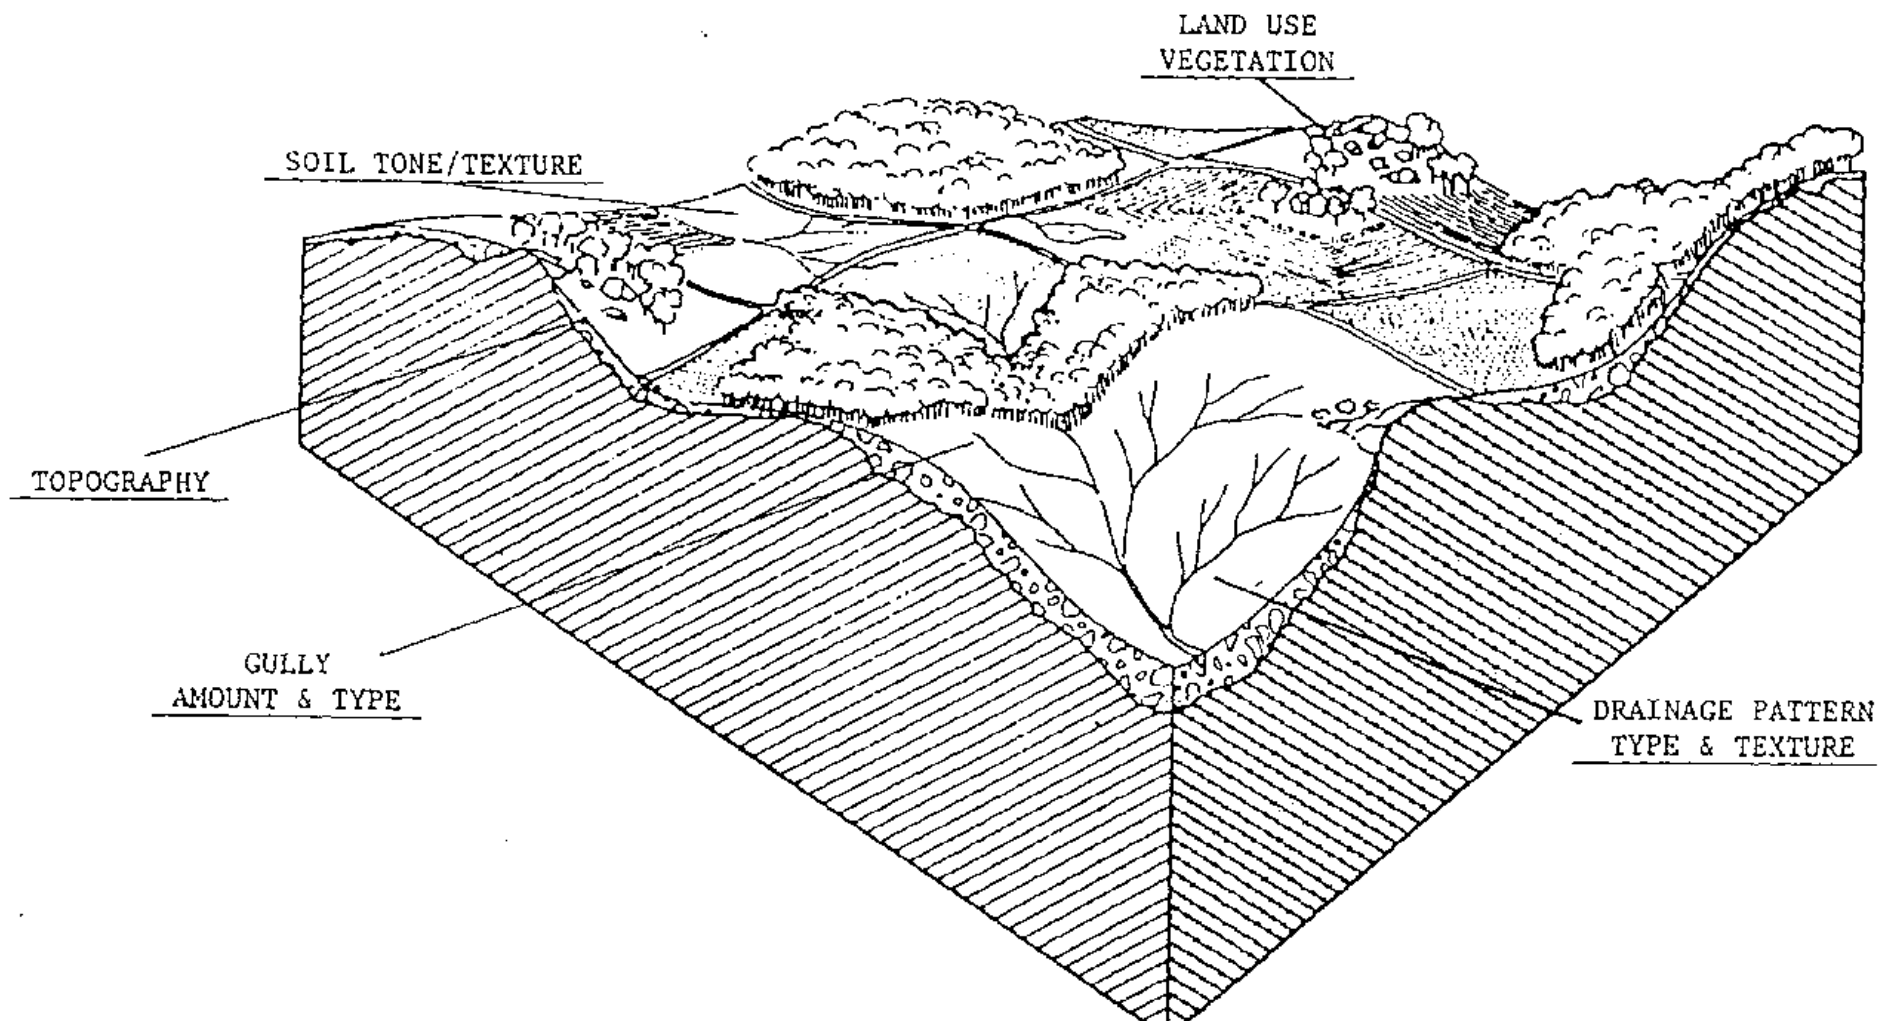 LAND USE
VEGETATION
SOIL TONE/TEXTURE
TOPOGRAPHY
GULLY
AMOUNT & TYPE
DRAINAGE PATTERN
TYPE & TEXTURE